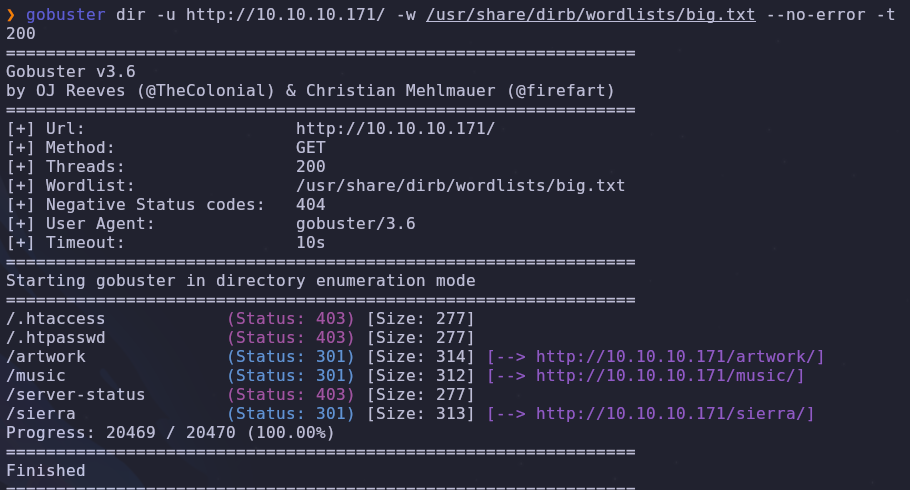 ❯ gobuster dir -u http://10.10.10.171/ -w /usr/share/dirb/wordlists/big.txt --no-error -t
200
===============================================================
Gobuster v3.6
by OJ Reeves (@TheColonial) & Christian Mehlmauer (@firefart)
===============================================================
[+] Url:                     http://10.10.10.171/
[+] Method:                  GET
[+] Threads:                 200
[+] Wordlist:                /usr/share/dirb/wordlists/big.txt
[+] Negative Status codes:   404
[+] User Agent:              gobuster/3.6
[+] Timeout:                 10s
===============================================================
Starting gobuster in directory enumeration mode
===============================================================
/.htaccess            (Status: 403) [Size: 277]
/.htpasswd            (Status: 403) [Size: 277]
/artwork              (Status: 301) [Size: 314] [--> http://10.10.10.171/artwork/]
/music                (Status: 301) [Size: 312] [--> http://10.10.10.171/music/]
/server-status        (Status: 403) [Size: 277]
/sierra               (Status: 301) [Size: 313] [--> http://10.10.10.171/sierra/]
Progress: 20469 / 20470 (100.00%)
===============================================================
Finished
===============================================================